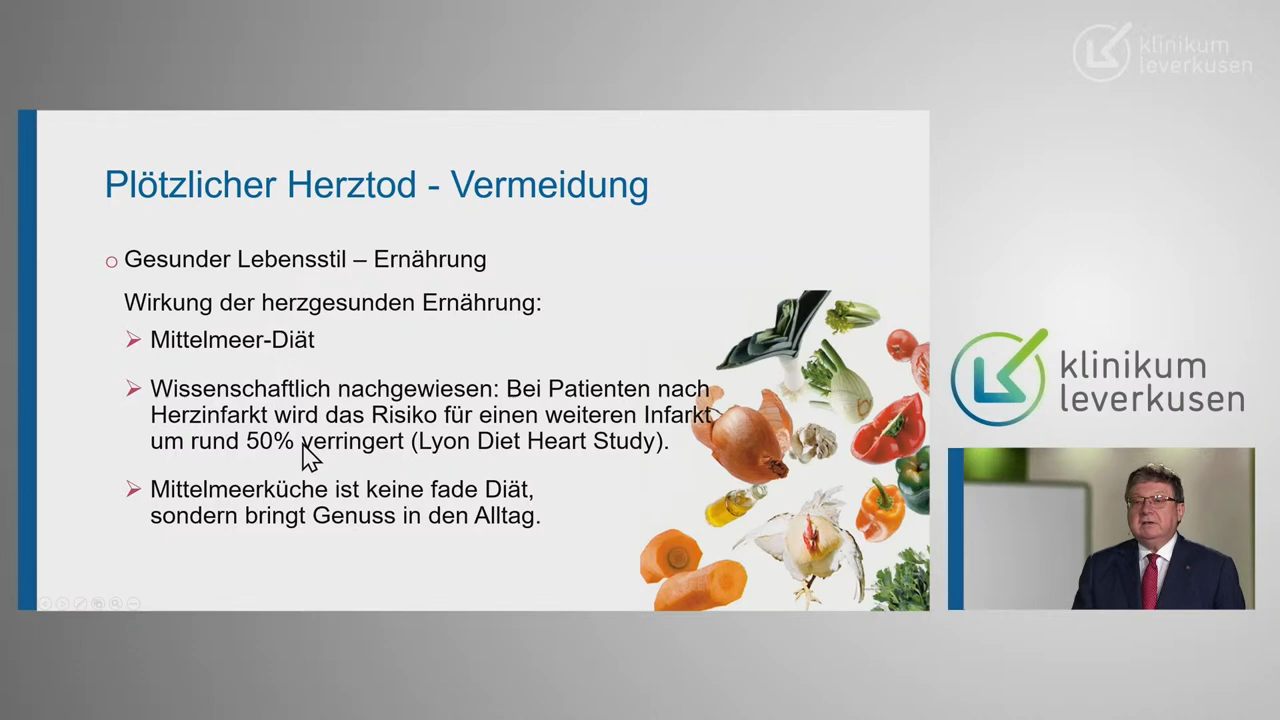 klinikum
leverkusen
Plötzlicher Herztod - Vermeidung
Gesunder Lebensstil – Ernährung
Wirkung der herzgesunden Ernährung:
Mittelmeer-Diät
Wissenschaftlich nachgewiesen: Bei Patienten nach
Herzinfarkt wird das Risiko für einen weiteren Infarkt
um rund 50% verringert (Lyon Diet Heart Study).
Mittelmeerküche ist keine fade Diät,
sondern bringt Genuss in den Alltag.
klinikum
leverkusen